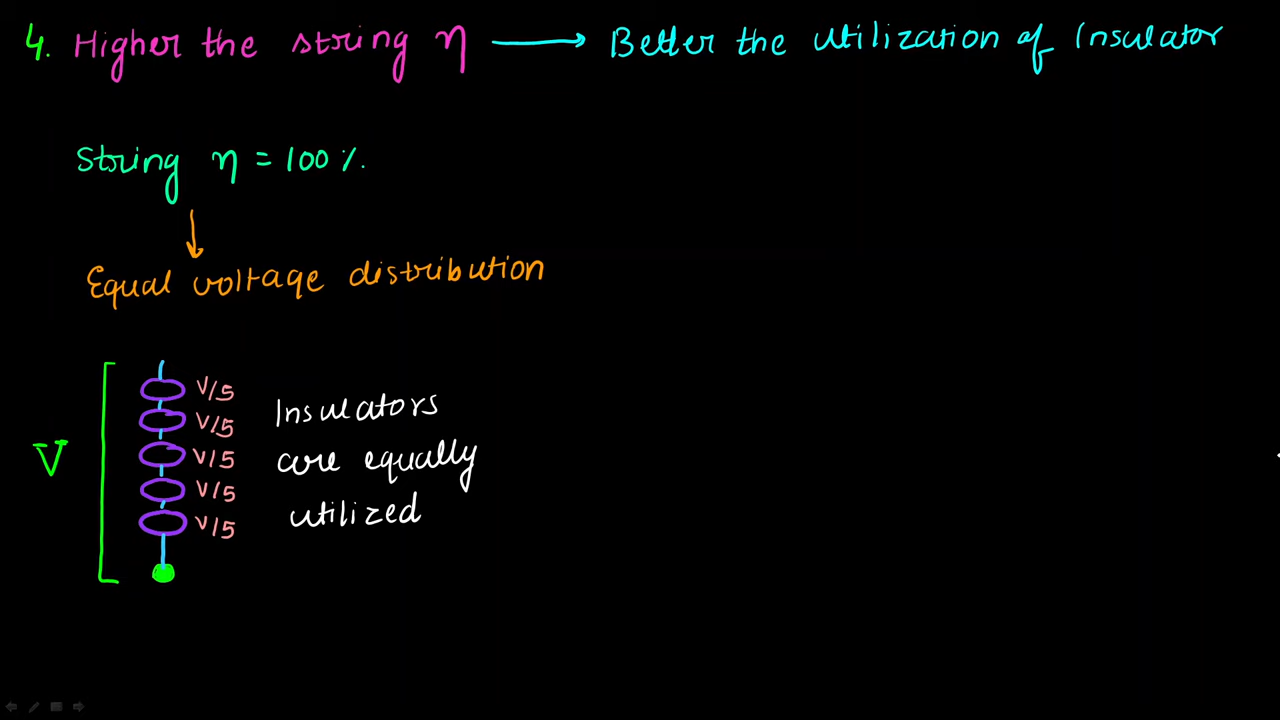 4. Higher the string η → Better the utilization of Insulator
String η = 100 %.
↓
Equal voltage distribution
V/5
V/5
V/5
V/5
V/5
V
Insulators
are equally
utilized